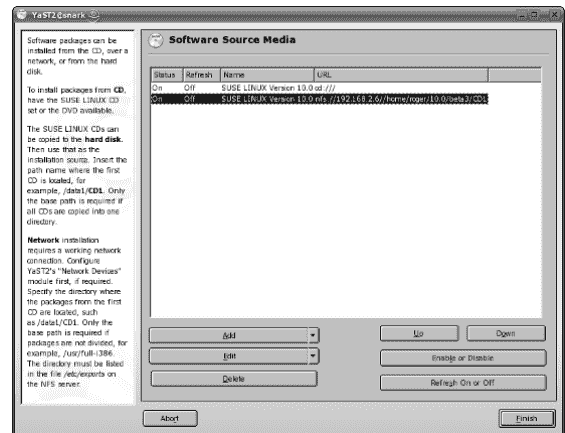 YaST2@snark
Software packages can be
installed from the CD, over a
network, or from the hard
disk.
To install packages from CD,
have the SUSE LINUX CD
set or the DVD available.
The SUSE LINUX CDs can
be copied to the hard disk.
Then use that as the
installation source. Insert the
path name where the first
CD is located, for
example, /data1/CD1. Only
the base path is required if
all CDs are copied into one
directory.
Network installation
requires a working network
connection. Configure
YaST2's "Network Devices"
module first, if required.
Specify the directory where
the packages from the first
CD are located, such
as /data1/CD1. Only the
base path is required if
packages are not divided, for
example, /usr/full-i386.
The directory must be listed
in the file /etc/exports on
the NFS server.
Software Source Media
Status Refresh Name URL
On Off SUSE LINUX Version 10.0 cd:///
On Off SUSE LINUX Version 10.0 nfs://192.168.2.6//home/roger/10.0/beta3/CD1
Add
Edit
Delete
Up Down
Enable or Disable
Refresh On or Off
Abort Finish